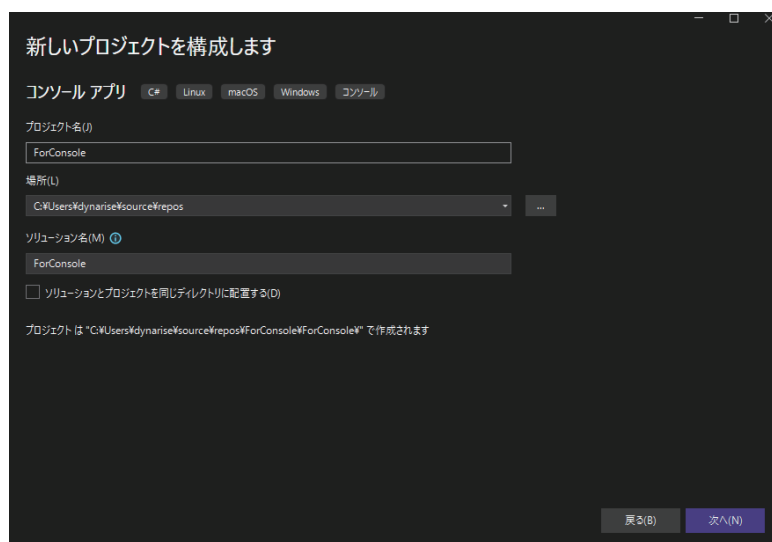 新しいプロジェクトを構成します
コンソール アプリ C# Linux macOS Windows コンソール
プロジェクト名(J)
ForConsole
場所(L)
C:¥Users¥dynarise¥source¥repos ...
ソリューション名(M)
ForConsole
ソリューションとプロジェクトを同じディレクトリに配置する(D)
プロジェクト は "C:¥Users¥dynarise¥source¥repos¥ForConsole¥ForConsole¥" で作成されます
戻る(B) 次へ(N)